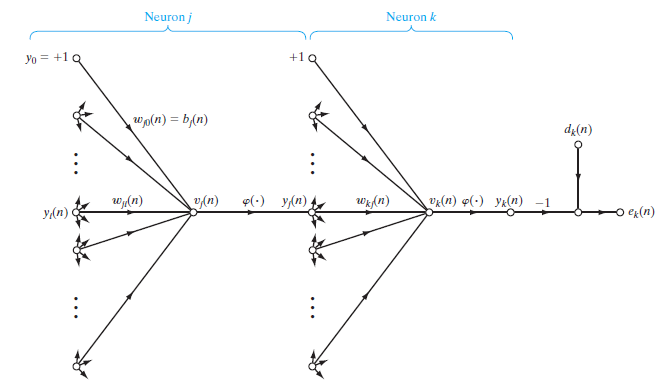 Neuron j
Neuron k
y₀ = +1
+1
wⱼ₀(n) = bⱼ(n)
dₖ(n)
yᵢ(n)
wⱼᵢ(n)
vⱼ(n)
φ(·)
yⱼ(n)
wₖⱼ(n)
vₖ(n)
φ(·)
yₖ(n)
−1
eₖ(n)